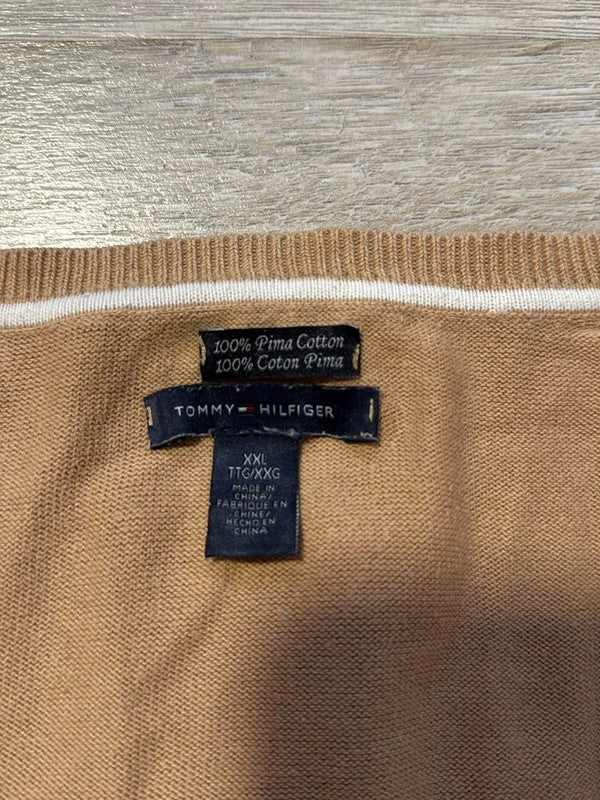 100% Pima Cotton
100% Coton Pima
TOMMY HILFIGER
XXL
TTG/XXG
MADE IN
CHINA/
FABRIQUE EN
CHINE/
HECHO EN
CHINA